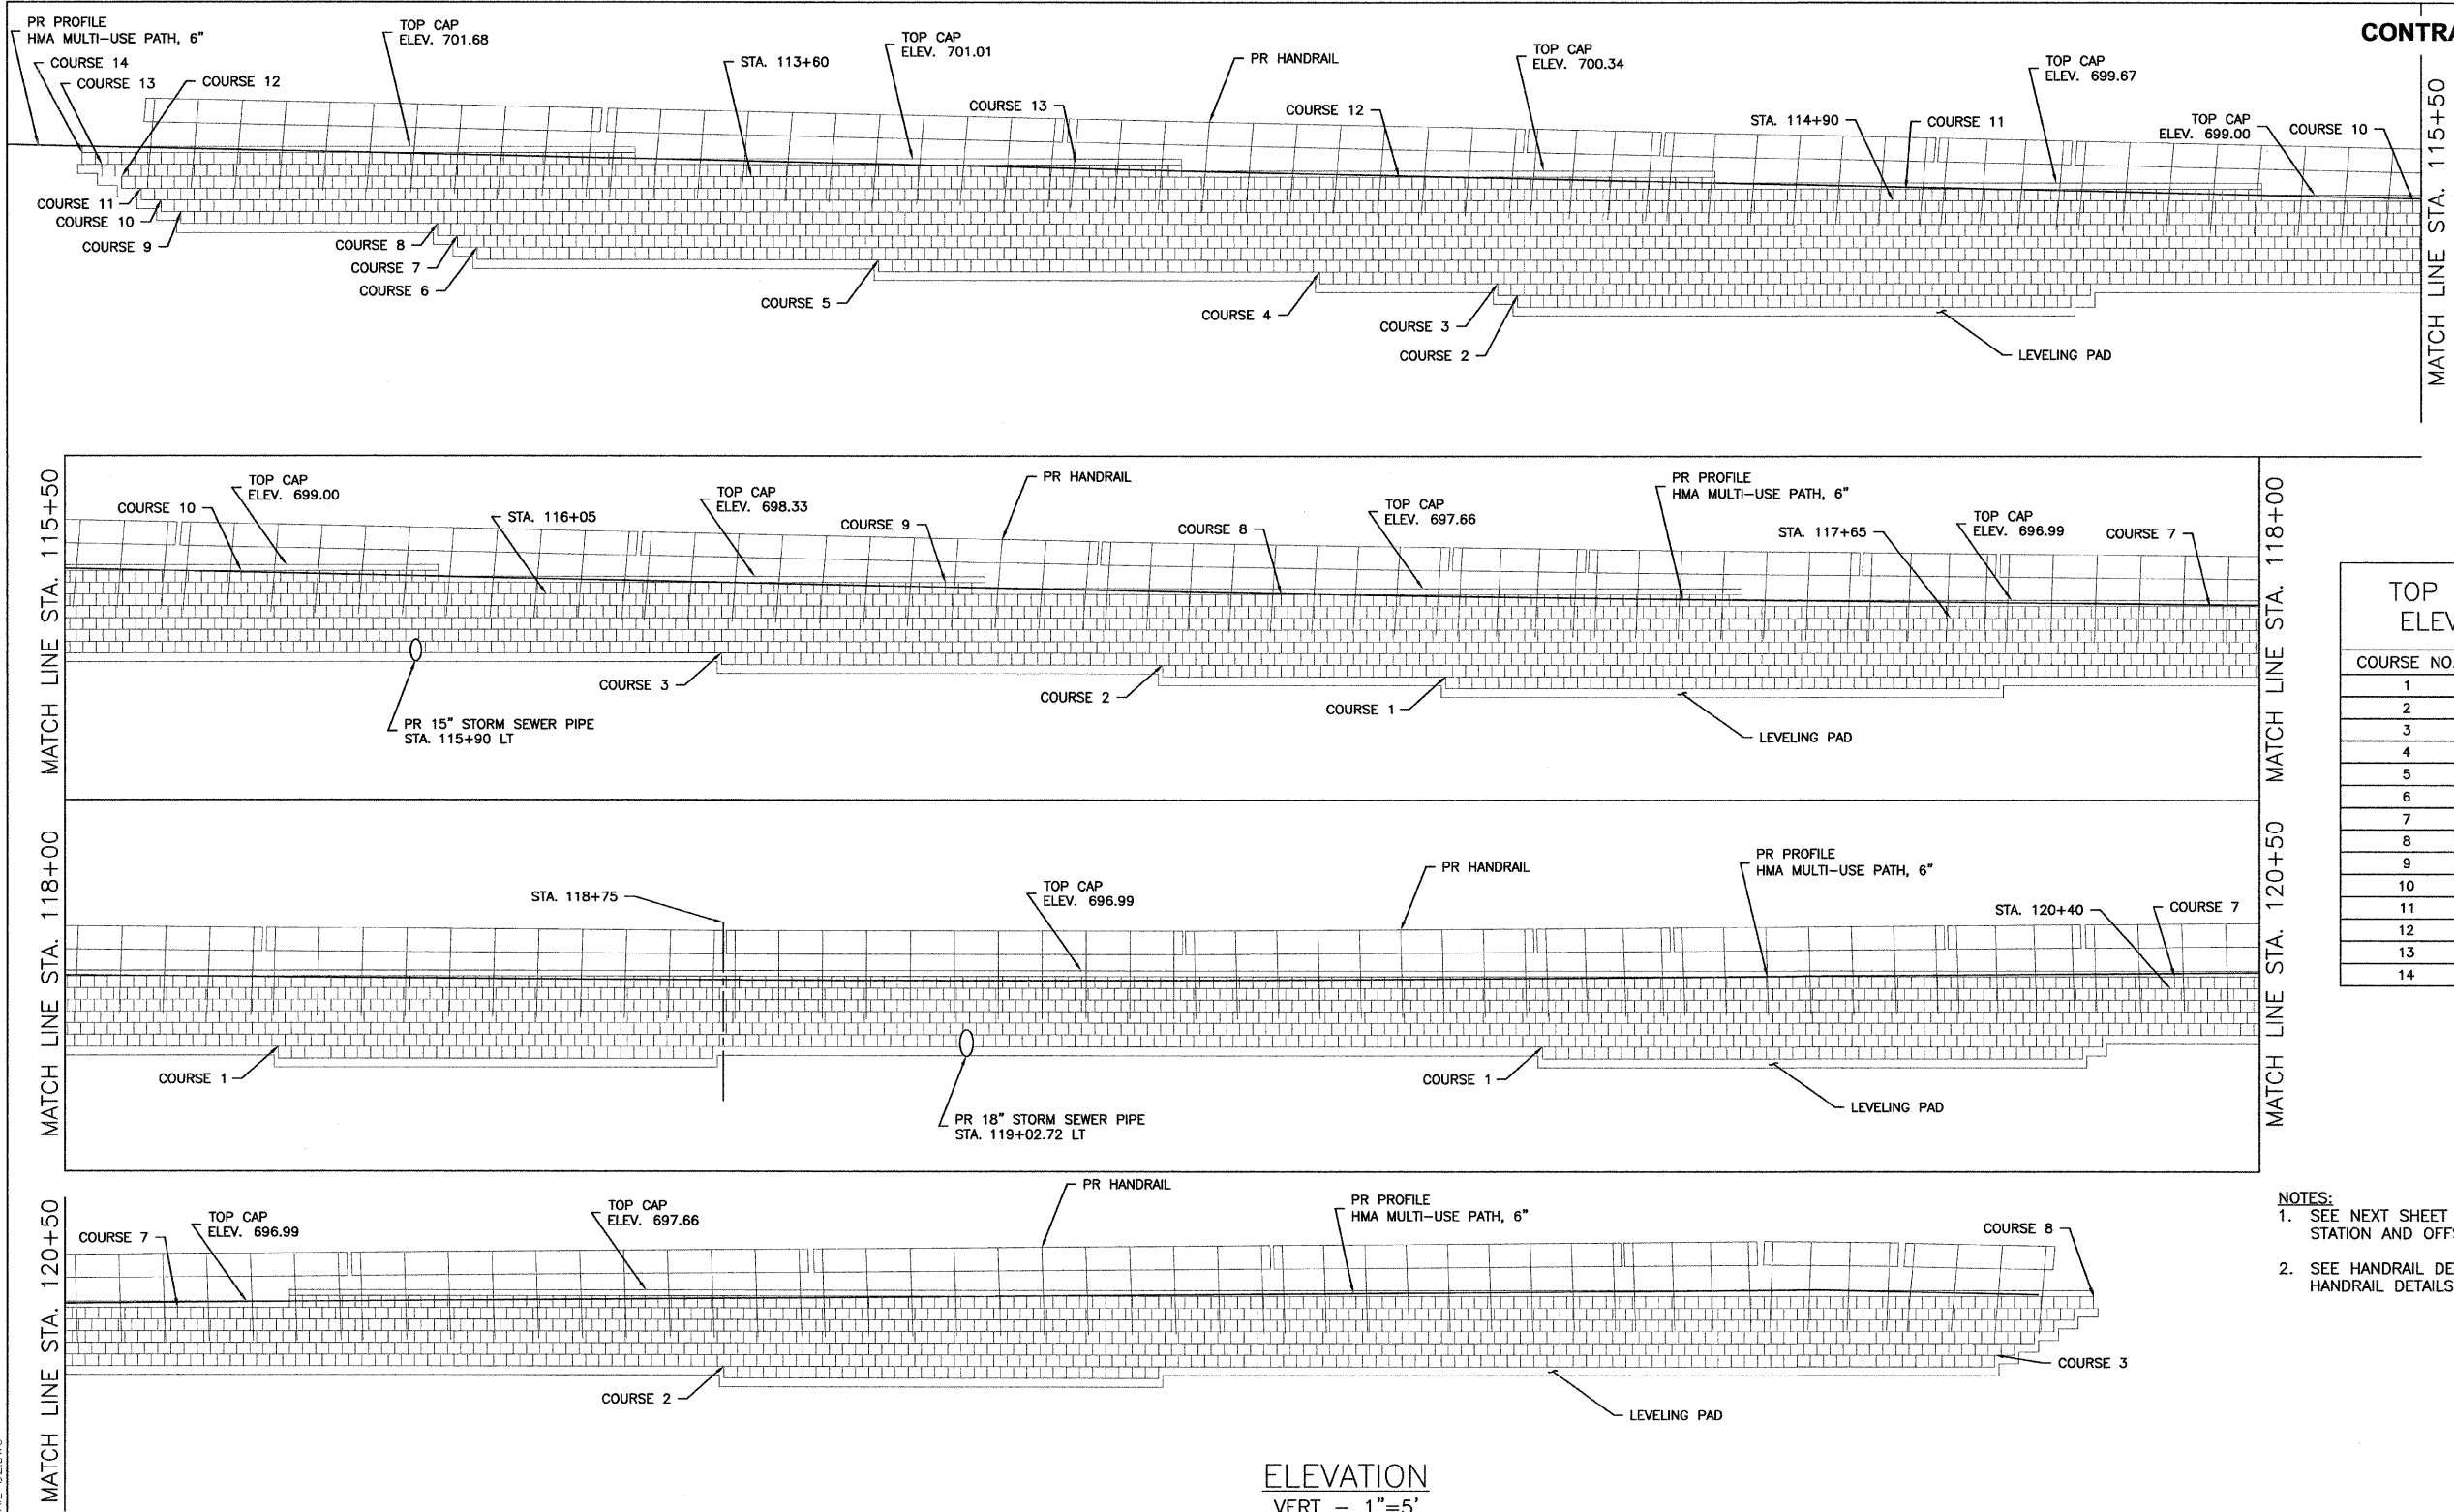 CONTRA
PR PROFILE
HMA MULTI-USE PATH, 6"
COURSE 14
COURSE 13
COURSE 12
TOP CAP
ELEV. 701.68
STA. 113+60
TOP CAP
ELEV. 701.01
COURSE 13
PR HANDRAIL
COURSE 12
TOP CAP
ELEV. 700.34
STA. 114+90
COURSE 11
TOP CAP
ELEV. 699.67
TOP CAP
ELEV. 699.00
COURSE 10
MATCH LINE STA. 115+50
COURSE 11
COURSE 10
COURSE 9
COURSE 8
COURSE 7
COURSE 6
COURSE 5
COURSE 4
COURSE 3
COURSE 2
LEVELING PAD
MATCH LINE STA. 115+50
COURSE 10
TOP CAP
ELEV. 699.00
STA. 116+05
TOP CAP
ELEV. 698.33
COURSE 9
PR HANDRAIL
COURSE 8
TOP CAP
ELEV. 697.66
PR PROFILE
HMA MULTI-USE PATH, 6"
STA. 117+65
TOP CAP
ELEV. 696.99
COURSE 7
MATCH LINE STA. 118+00
PR 15" STORM SEWER PIPE
STA. 115+90 LT
COURSE 3
COURSE 2
COURSE 1
LEVELING PAD
TOP
ELEV
COURSE NO.
1
2
3
4
5
6
7
8
9
10
11
12
13
14
MATCH LINE STA. 118+00
STA. 118+75
TOP CAP
ELEV. 696.99
PR HANDRAIL
PR PROFILE
HMA MULTI-USE PATH, 6"
STA. 120+40
COURSE 7
MATCH LINE STA. 120+50
COURSE 1
PR 18" STORM SEWER PIPE
STA. 119+02.72 LT
COURSE 1
LEVELING PAD
MATCH LINE STA. 120+50
COURSE 7
TOP CAP
ELEV. 696.99
TOP CAP
ELEV. 697.66
PR HANDRAIL
PR PROFILE
HMA MULTI-USE PATH, 6"
COURSE 8
COURSE 2
COURSE 3
LEVELING PAD
NOTES:
1. SEE NEXT SHEET
STATION AND OFFS
2. SEE HANDRAIL DE
HANDRAIL DETAILS
ELEVATION
VERT - 1"=5'